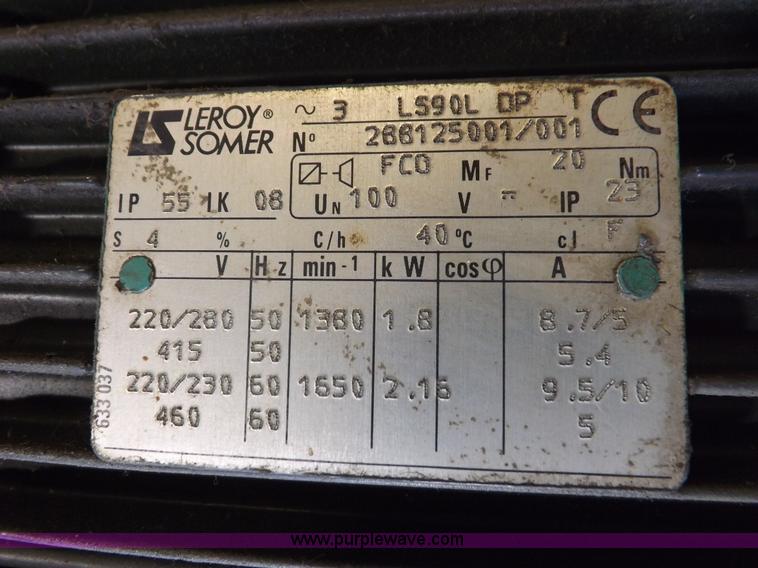 LEROY®
SOMER
~ 3 LS90L DP T CE
N° 266125001/001
FCO MF 20 Nm
IP 55 IK 08 UN 100 V ⎓ IP 23
S 4 % C/h 40 °C cl F
V Hz min-1 kW cosφ A
220/280 50 1380 1.8 8.7/5
415 50 5.4
220/230 60 1650 2.16 9.5/10
460 60 5
633 037
www.purplewave.com